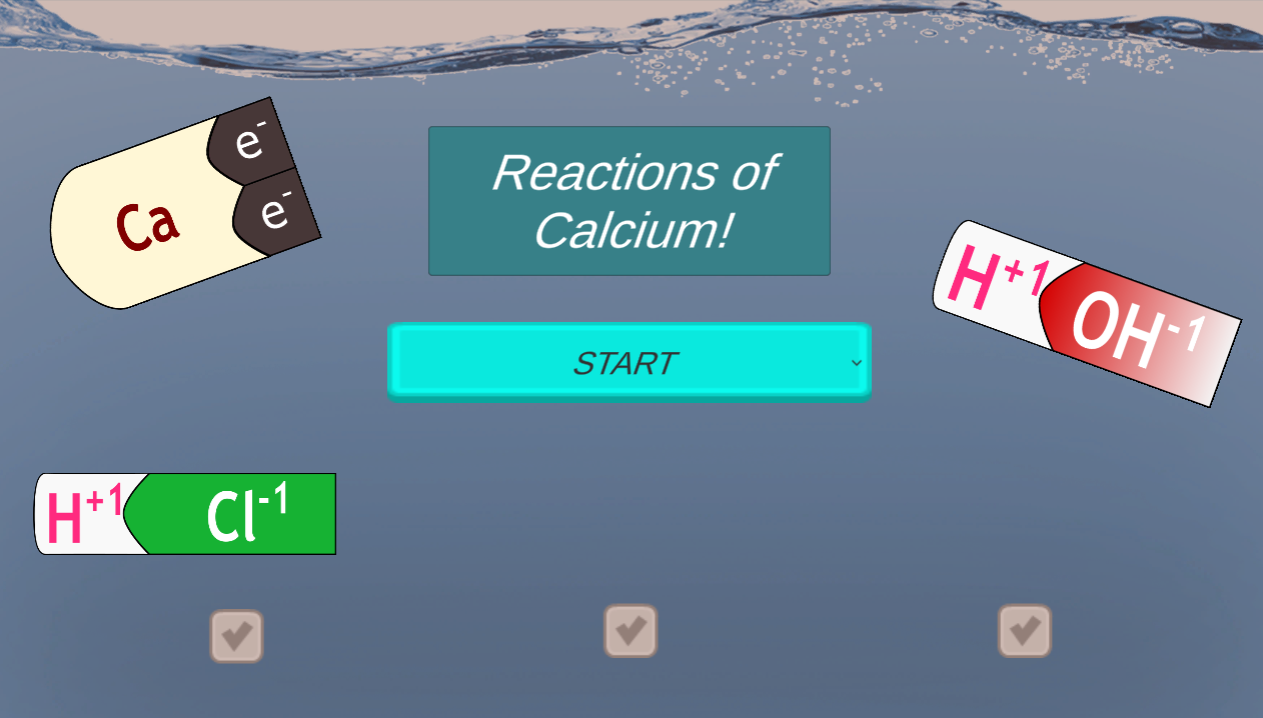 e⁻
e⁻
Ca
Reactions of
Calcium!
H⁺¹ OH⁻¹
START
H⁺¹ Cl⁻¹